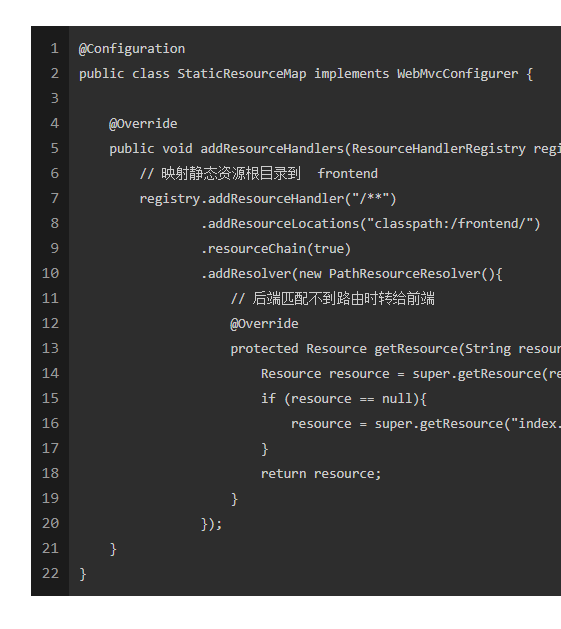 1 @Configuration
2 public class StaticResourceMap implements WebMvcConfigurer {
3
4     @Override
5     public void addResourceHandlers(ResourceHandlerRegistry regi
6         // 映射静态资源根目录到  frontend
7         registry.addResourceHandler("/**")
8                 .addResourceLocations("classpath:/frontend/")
9                 .resourceChain(true)
10                 .addResolver(new PathResourceResolver(){
11                     // 后端匹配不到路由时转给前端
12                     @Override
13                     protected Resource getResource(String resour
14                         Resource resource = super.getResource(re
15                         if (resource == null){
16                             resource = super.getResource("index.
17                         }
18                         return resource;
19                     }
20                 });
21     }
22 }